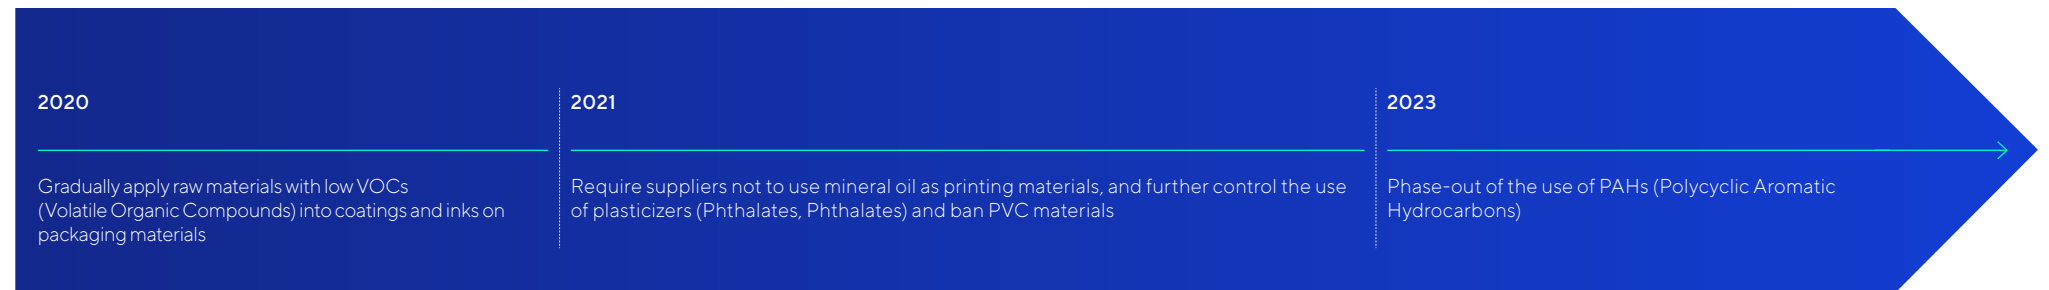 2020
Gradually apply raw materials with low VOCs
(Volatile Organic Compounds) into coatings and inks on
packaging materials
2021
Require suppliers not to use mineral oil as printing materials, and further control the use
of plasticizers (Phthalates, Phthalates) and ban PVC materials
2023
Phase-out of the use of PAHs (Polycyclic Aromatic
Hydrocarbons)